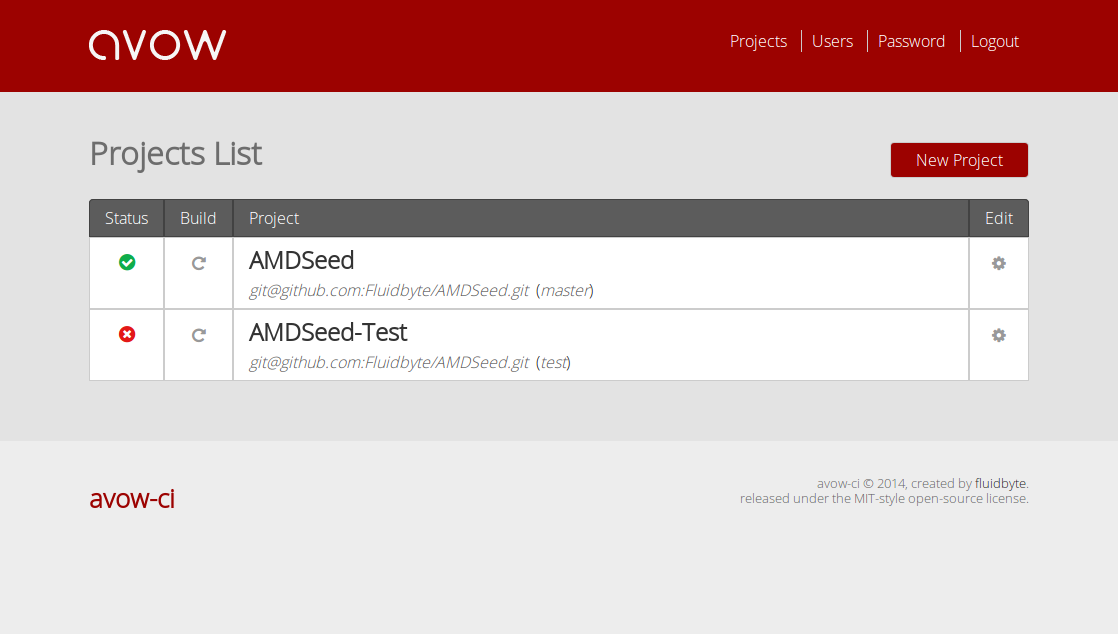 avow
Projects Users Password Logout
Projects List
New Project
Status Build Project Edit
AMDSeed
git@github.com:Fluidbyte/AMDSeed.git (master)
AMDSeed-Test
git@github.com:Fluidbyte/AMDSeed.git (test)
avow-ci
avow-ci © 2014, created by fluidbyte.
released under the MIT-style open-source license.